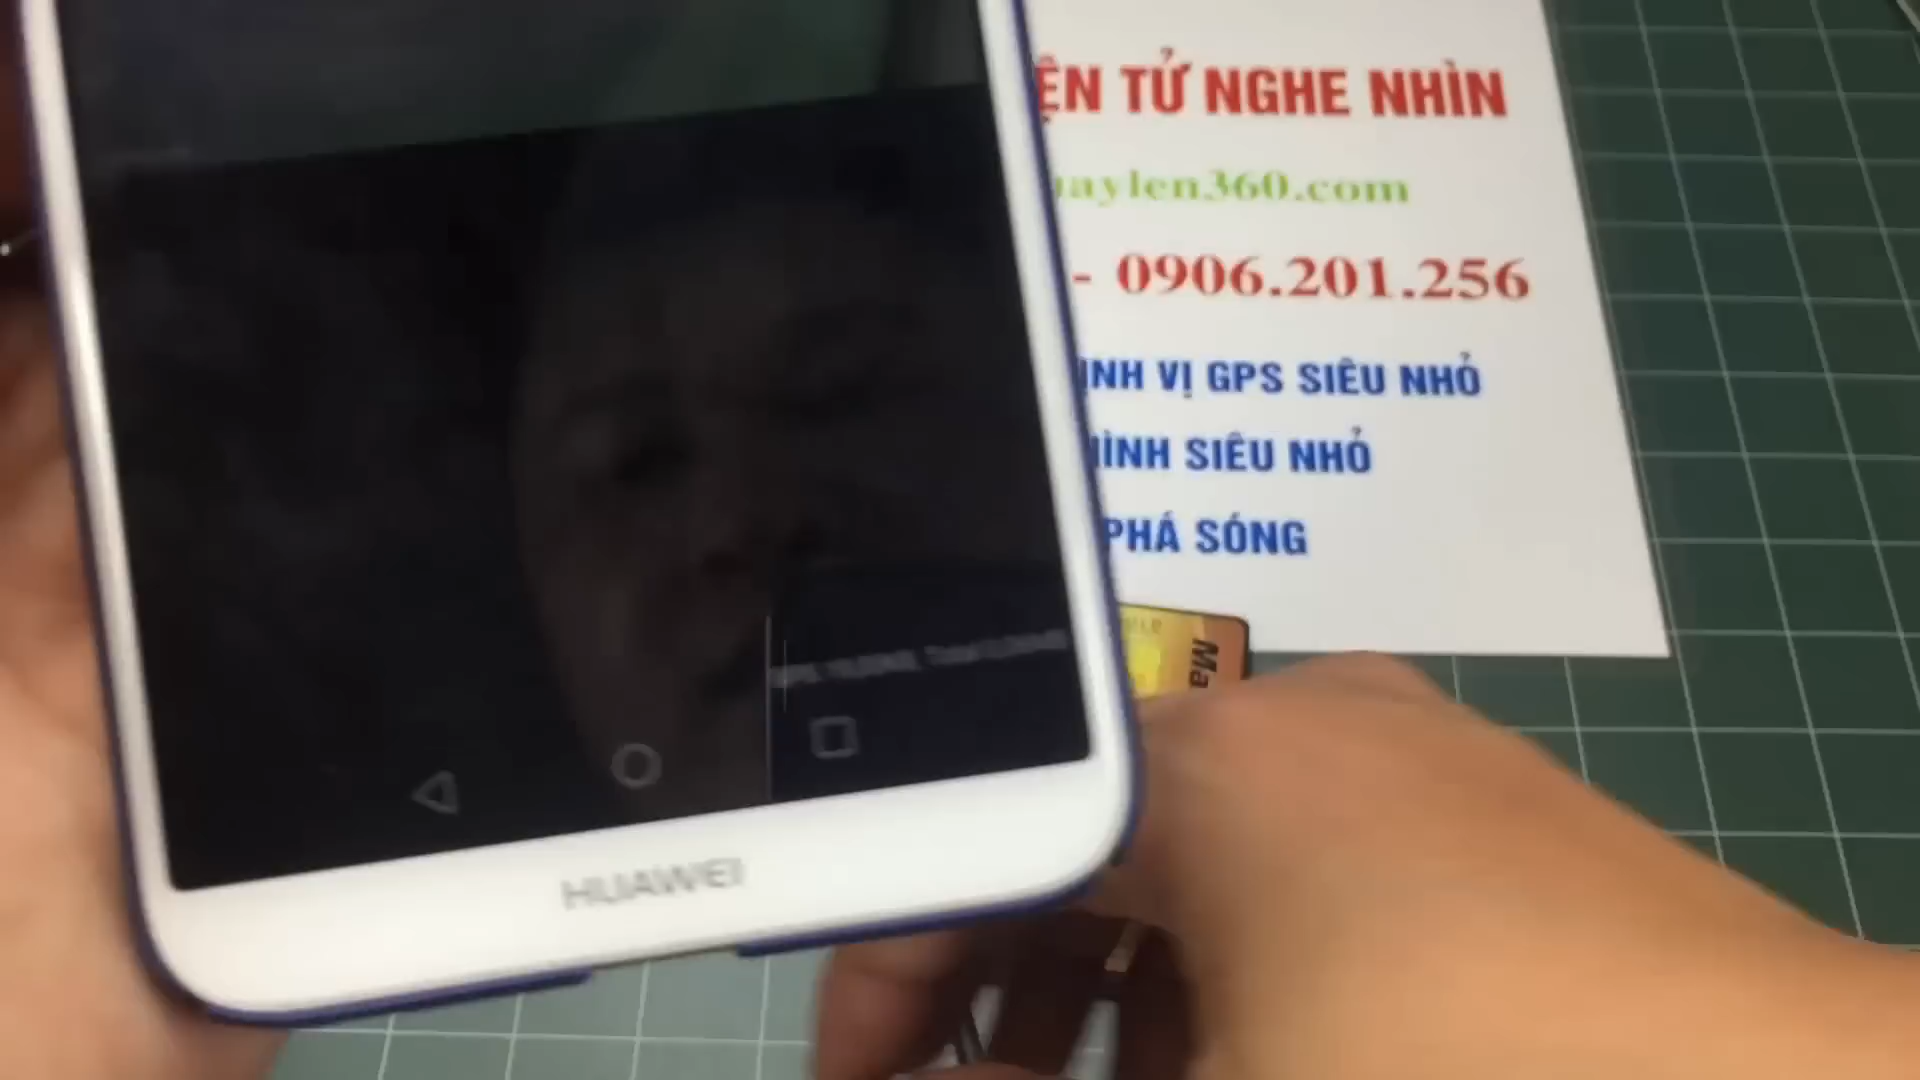 ỆN TỬ NGHE NHÌN
aylen360.com
- 0906.201.256
ỊNH VỊ GPS SIÊU NHỎ
HÌNH SIÊU NHỎ
PHÁ SÓNG
Ma
HUAWEI